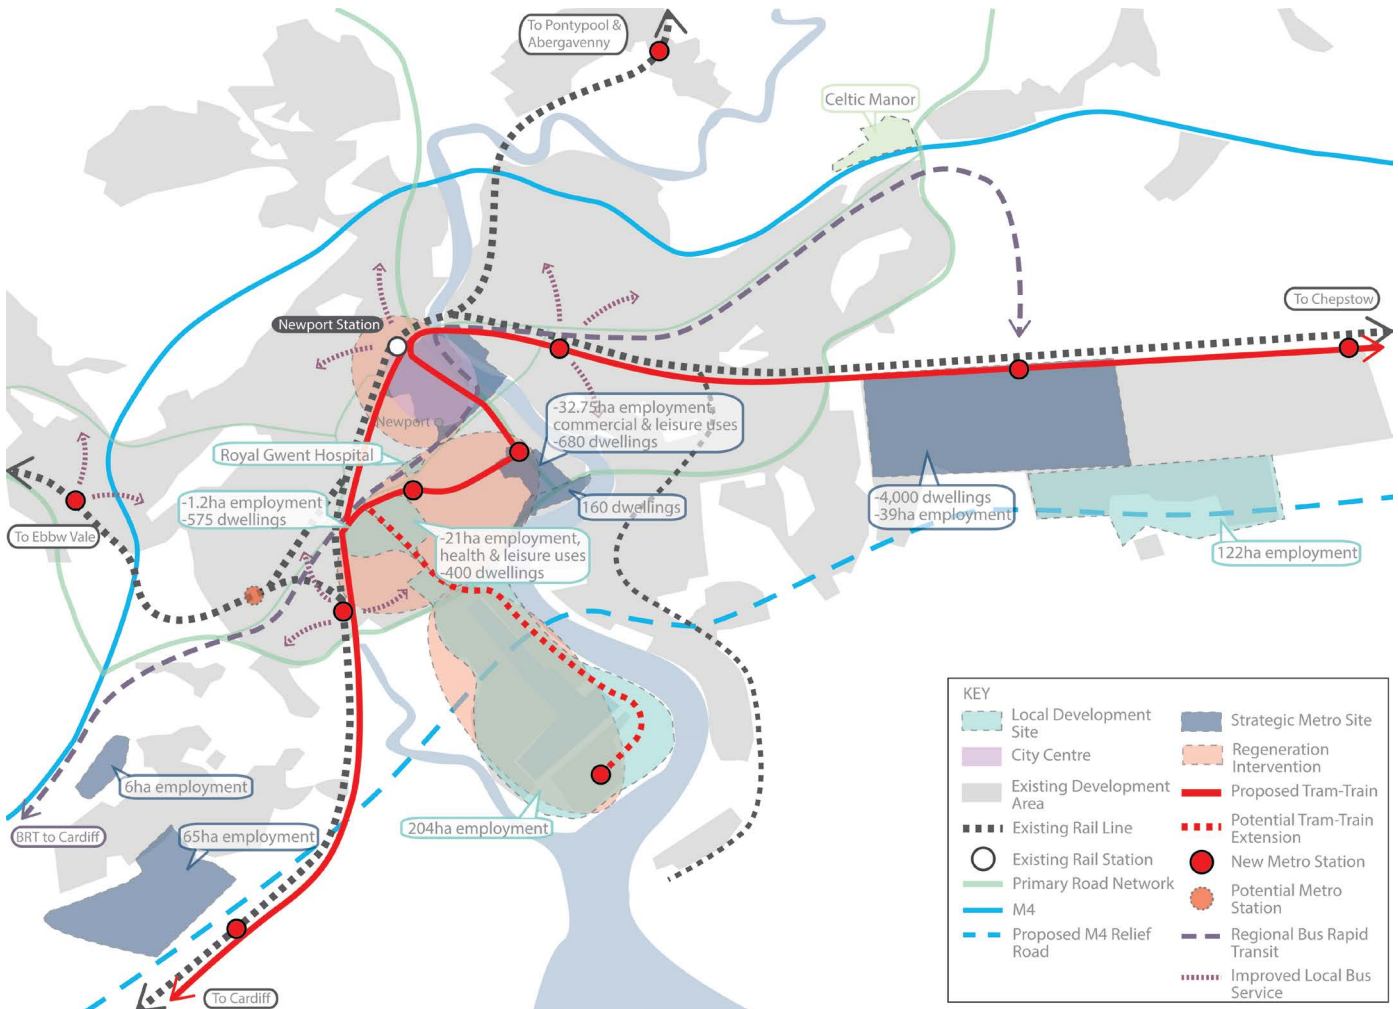 To Pontypool &
Abergavenny
Celtic Manor
To Chepstow
Newport Station
Newport
-32.75ha employment,
commercial & leisure uses
-680 dwellings
Royal Gwent Hospital
-1.2ha employment
-575 dwellings
160 dwellings
-4,000 dwellings
-39ha employment
To Ebbw Vale
-21ha employment,
health & leisure uses
-400 dwellings
122ha employment
6ha employment
204ha employment
BRT to Cardiff
65ha employment
To Cardiff
KEY
Local Development
Site
City Centre
Existing Development
Area
Existing Rail Line
Existing Rail Station
Primary Road Network
M4
Proposed M4 Relief
Road
Strategic Metro Site
Regeneration
Intervention
Proposed Tram-Train
Potential Tram-Train
Extension
New Metro Station
Potential Metro
Station
Regional Bus Rapid
Transit
Improved Local Bus
Service